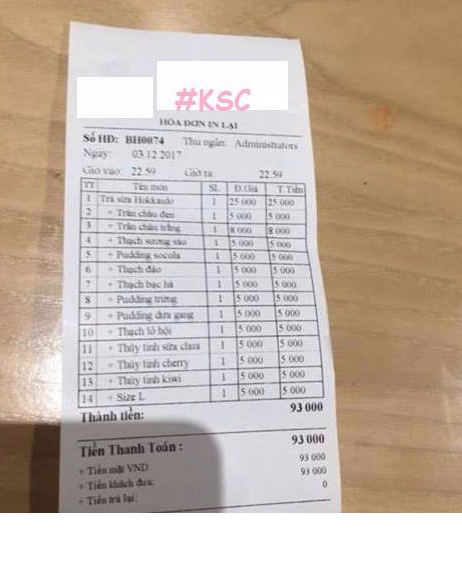 #KSC
HÓA ĐƠN IN LẠI
Số HĐ: BH0074 Thu ngân: Administrators
Ngày: 03.12.2017
Giờ vào: 22:59 Giờ ra: 22:59
TT Tên món SL Đ.Giá T.Tiền
1 Trà sữa Hokkaido 1 25 000 25 000
2 + Trân châu đen 1 5 000 5 000
3 + Trân châu trắng 1 8 000 8 000
4 + Thạch sương sáo 1 5 000 5 000
5 + Pudding socola 1 5 000 5 000
6 + Thạch đào 1 5 000 5 000
7 + Thạch bạc hà 1 5 000 5 000
8 + Pudding trứng 1 5 000 5 000
9 + Pudding dưa gang 1 5 000 5 000
10 + Thạch lô hội 1 5 000 5 000
11 + Thủy tinh sữa chua 1 5 000 5 000
12 + Thủy tinh cherry 1 5 000 5 000
13 + Thủy tinh kiwi 1 5 000 5 000
14 + Size L 1 5 000 5 000
Thành tiền: 93 000
Tiền Thanh Toán : 93 000
+ Tiền mặt VND 93 000
+ Tiền khách đưa: 93 000
+ Tiền trả lại: 0